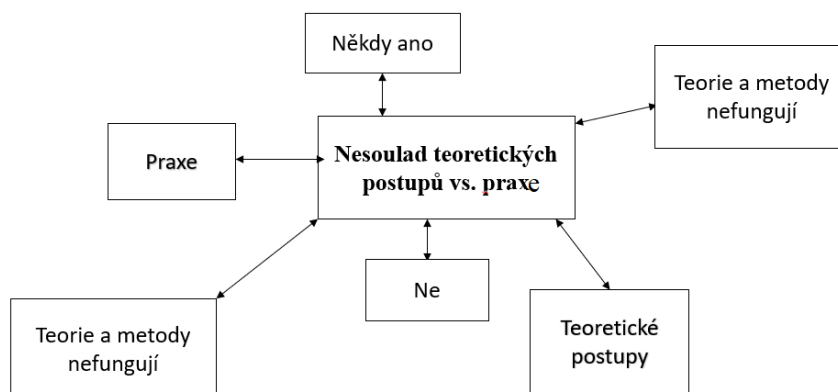 Někdy ano
Teorie a metody
nefungují
Nesoulad teoretických
postupů vs. praxe
Praxe
Ne
Teorie a metody
nefungují
Teoretické
postupy